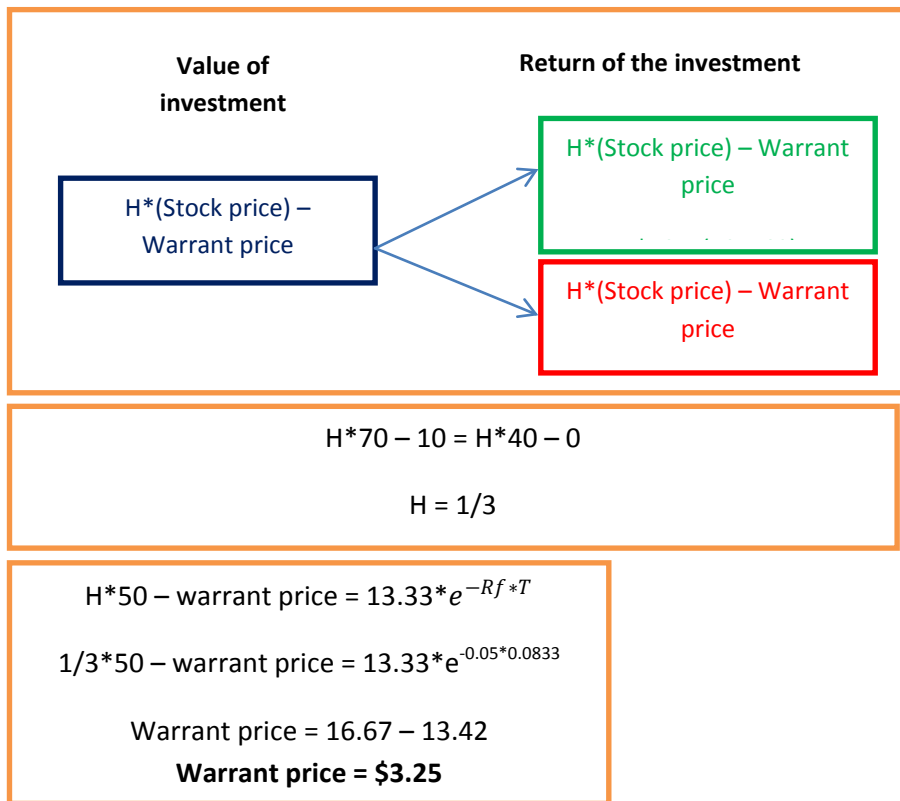 Value of
investment
Return of the investment
H*(Stock price) – Warrant
price
H*(Stock price) –
Warrant price
H*(Stock price) – Warrant
price
H*70 – 10 = H*40 – 0
H = 1/3
H*50 – warrant price = 13.33*e^{-Rf*T}
1/3*50 – warrant price = 13.33*e^{-0.05*0.0833}
Warrant price = 16.67 – 13.42
Warrant price = $3.25